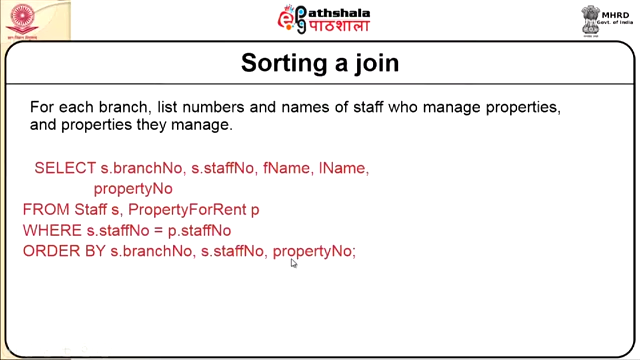 Pathshala
पाठशाला
MHRD
Govt. of India
Sorting a join
For each branch, list numbers and names of staff who manage properties,
and properties they manage.
SELECT s.branchNo, s.staffNo, fName, lName,
propertyNo
FROM Staff s, PropertyForRent p
WHERE s.staffNo = p.staffNo
ORDER BY s.branchNo, s.staffNo, propertyNo;